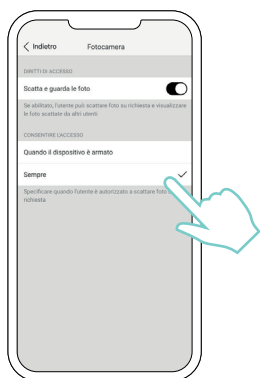 Indietro Fotocamera
DIRITTI DI ACCESSO
Scatta e guarda le foto
Se abilitato, l'utente può scattare foto su richiesta e visualizzare
le foto scattate da altri utenti
CONSENTIRE L'ACCESSO
Quando il dispositivo è armato
Sempre
Specificare quando l'utente è autorizzato a scattare foto
richiesta